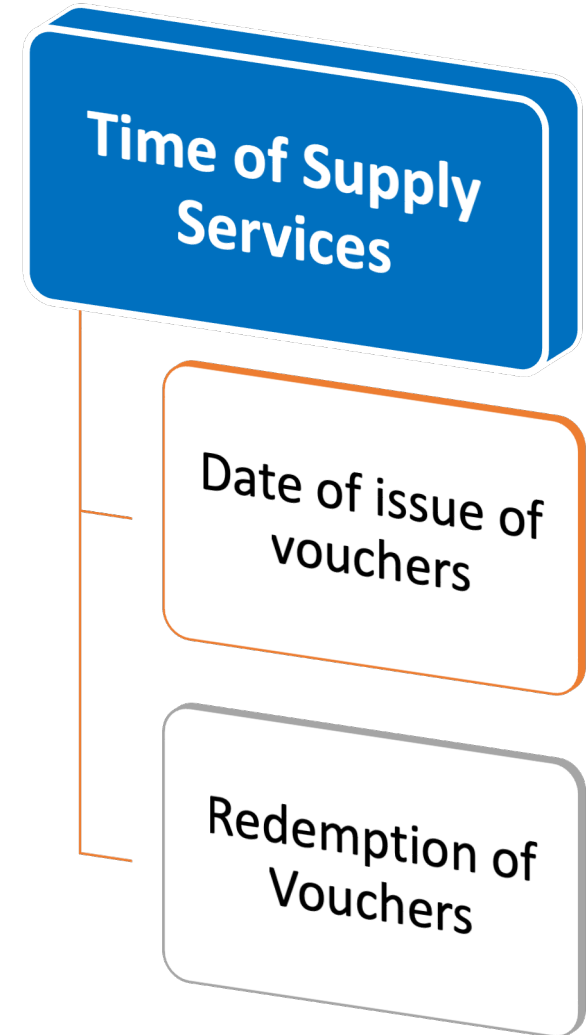 Time of Supply
Services
Date of issue of
vouchers
Redemption of
Vouchers